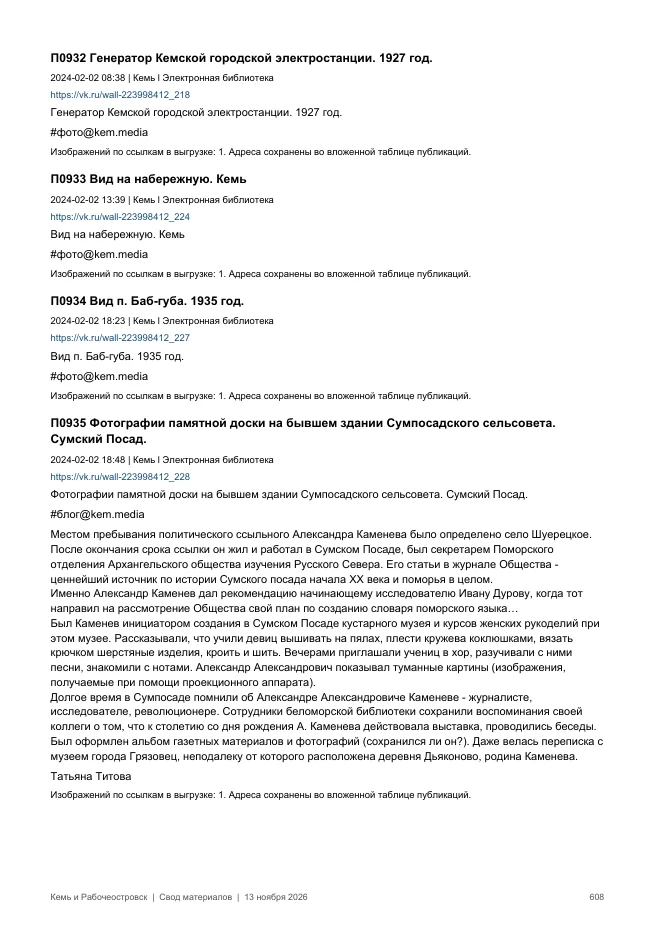 П0932 Генератор Кемской городской электростанции. 1927 год.
2024-02-02 08:38 | Кемь I Электронная библиотека
https://vk.ru/wall-223998412_218
Генератор Кемской городской электростанции. 1927 год.
#фото@kem.media
Изображений по ссылкам в выгрузке: 1. Адреса сохранены во вложенной таблице публикаций.
П0933 Вид на набережную. Кемь
2024-02-02 13:39 | Кемь I Электронная библиотека
https://vk.ru/wall-223998412_224
Вид на набережную. Кемь
#фото@kem.media
Изображений по ссылкам в выгрузке: 1. Адреса сохранены во вложенной таблице публикаций.
П0934 Вид п. Баб-губа. 1935 год.
2024-02-02 18:23 | Кемь I Электронная библиотека
https://vk.ru/wall-223998412_227
Вид п. Баб-губа. 1935 год.
#фото@kem.media
Изображений по ссылкам в выгрузке: 1. Адреса сохранены во вложенной таблице публикаций.
П0935 Фотографии памятной доски на бывшем здании Сумпосадского сельсовета.
Сумский Посад.
2024-02-02 18:48 | Кемь I Электронная библиотека
https://vk.ru/wall-223998412_228
Фотографии памятной доски на бывшем здании Сумпосадского сельсовета. Сумский Посад.
#блог@kem.media
Местом пребывания политического ссыльного Александра Каменева было определено село Шуерецкое.
После окончания срока ссылки он жил и работал в Сумском Посаде, был секретарем Поморского
отделения Архангельского общества изучения Русского Севера. Его статьи в журнале Общества -
ценнейший источник по истории Сумского посада начала XX века и поморья в целом.
Именно Александр Каменев дал рекомендацию начинающему исследователю Ивану Дурову, когда тот
направил на рассмотрение Общества свой план по созданию словаря поморского языка…
Был Каменев инициатором создания в Сумском Посаде кустарного музея и курсов женских рукоделий при
этом музее. Рассказывали, что учили девиц вышивать на пялах, плести кружева коклюшками, вязать
крючком шерстяные изделия, кроить и шить. Вечерами приглашали учениц в хор, разучивали с ними
песни, знакомили с нотами. Александр Александрович показывал туманные картины (изображения,
получаемые при помощи проекционного аппарата).
Долгое время в Сумпосаде помнили об Александре Александровиче Каменеве - журналисте,
исследователе, революционере. Сотрудники беломорской библиотеки сохранили воспоминания своей
коллеги о том, что к столетию со дня рождения А. Каменева действовала выставка, проводились беседы.
Был оформлен альбом газетных материалов и фотографий (сохранился ли он?). Даже велась переписка с
музеем города Грязовец, неподалеку от которого расположена деревня Дьяконово, родина Каменева.
Татьяна Титова
Изображений по ссылкам в выгрузке: 1. Адреса сохранены во вложенной таблице публикаций.
Кемь и Рабочеостровск | Свод материалов | 13 ноября 2026
608